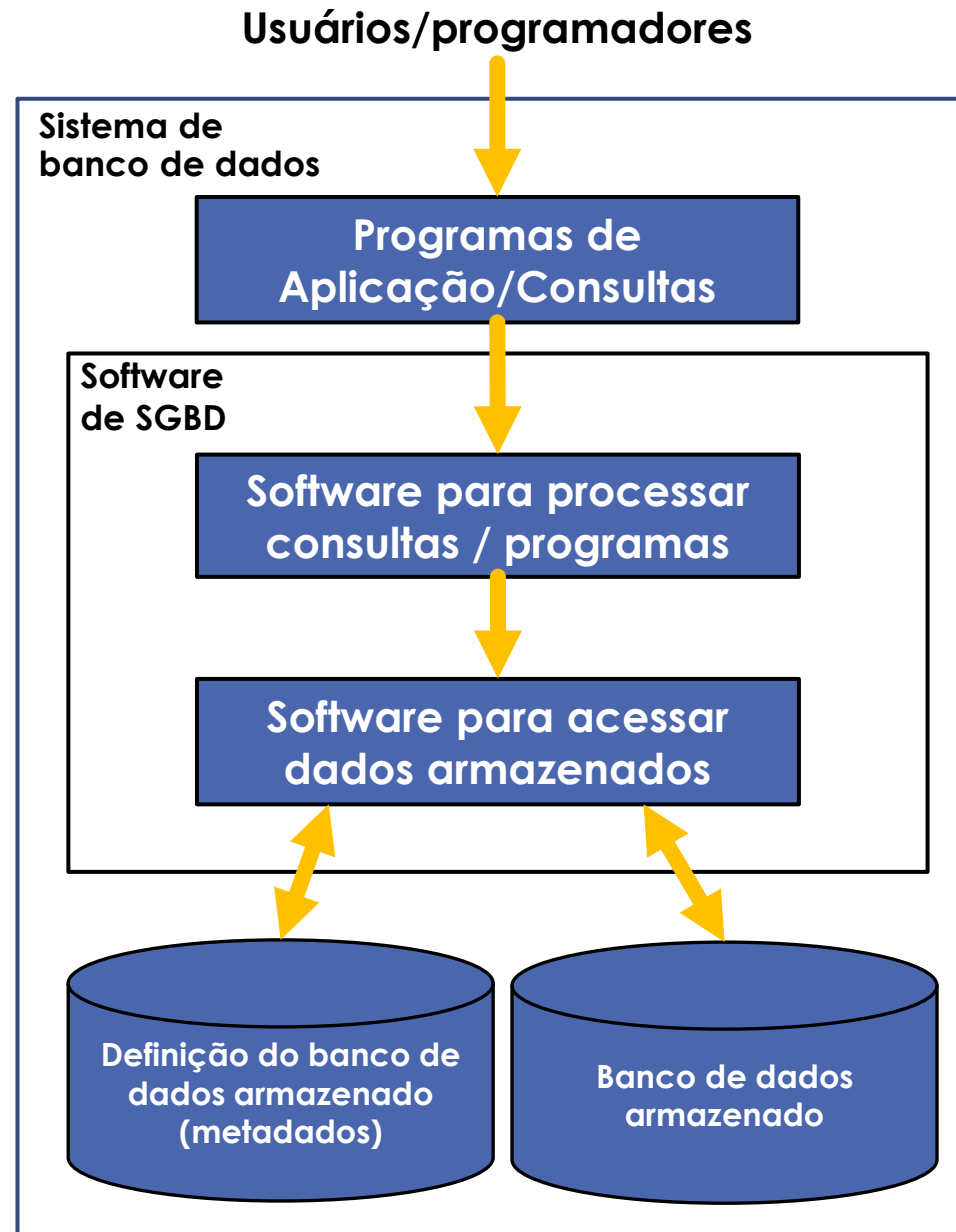 Usuários/programadores
Sistema de
banco de dados
Programas de
Aplicação/Consultas
Software
de SGBD
Software para processar
consultas / programas
Software para acessar
dados armazenados
Definição do banco de
dados armazenado
(metadados)
Banco de dados
armazenado